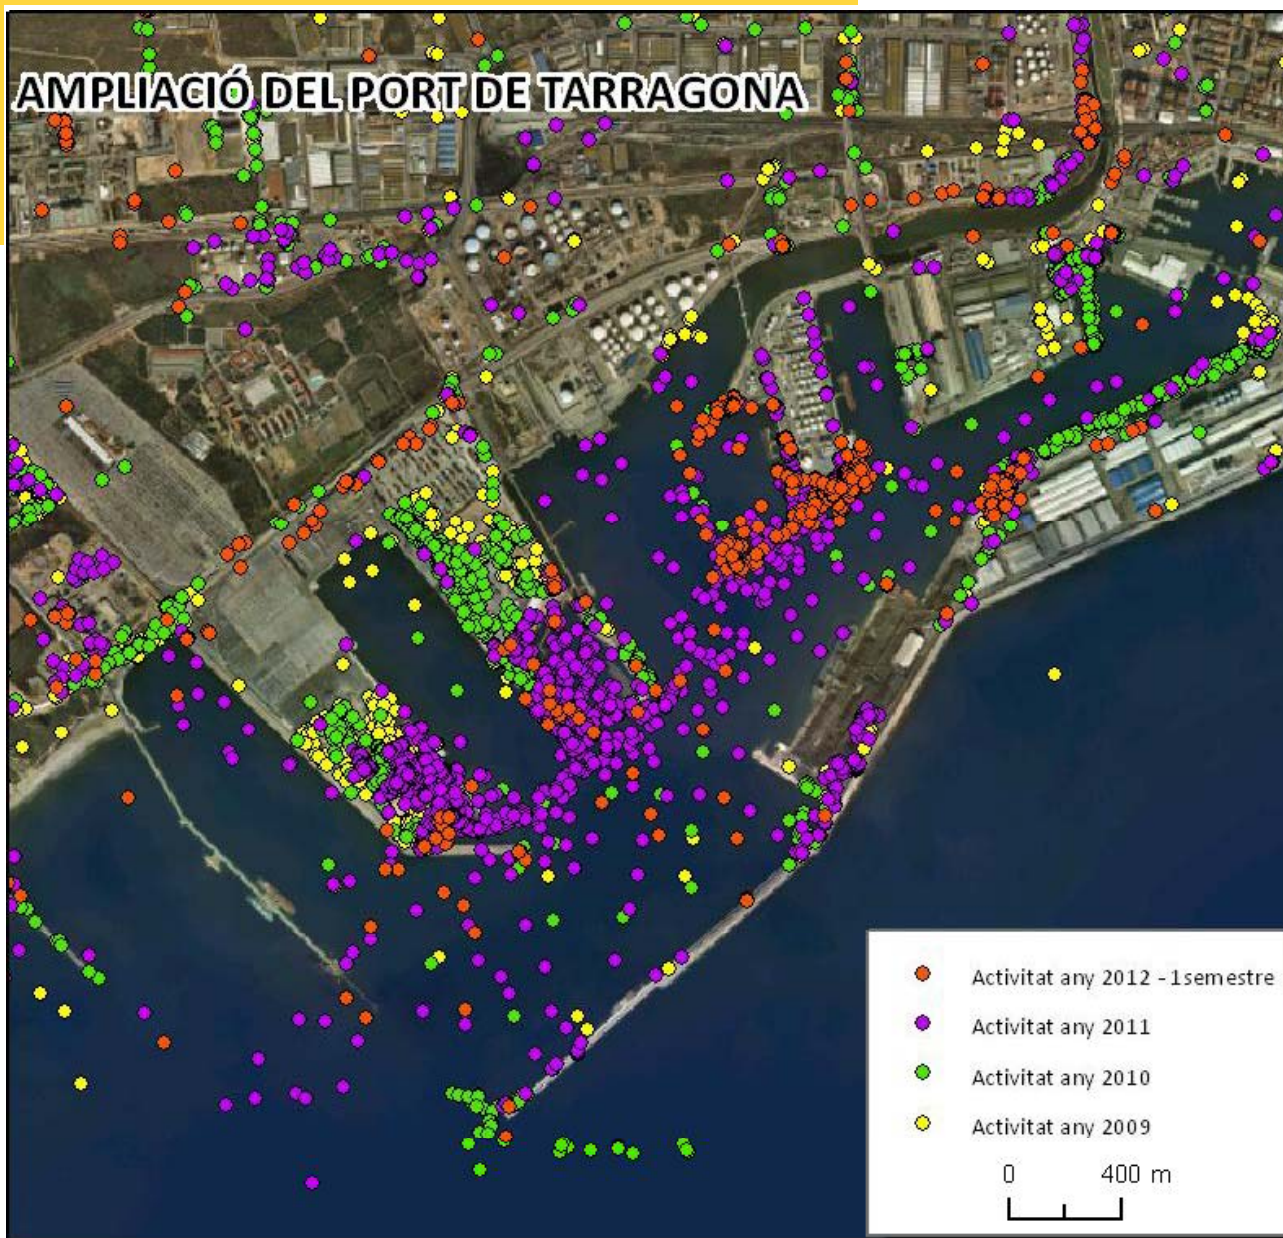 AMPLIACIÓ DEL PORT DE TARRAGONA
Activitat any 2012 - 1semestre
Activitat any 2011
Activitat any 2010
Activitat any 2009
0 400 m